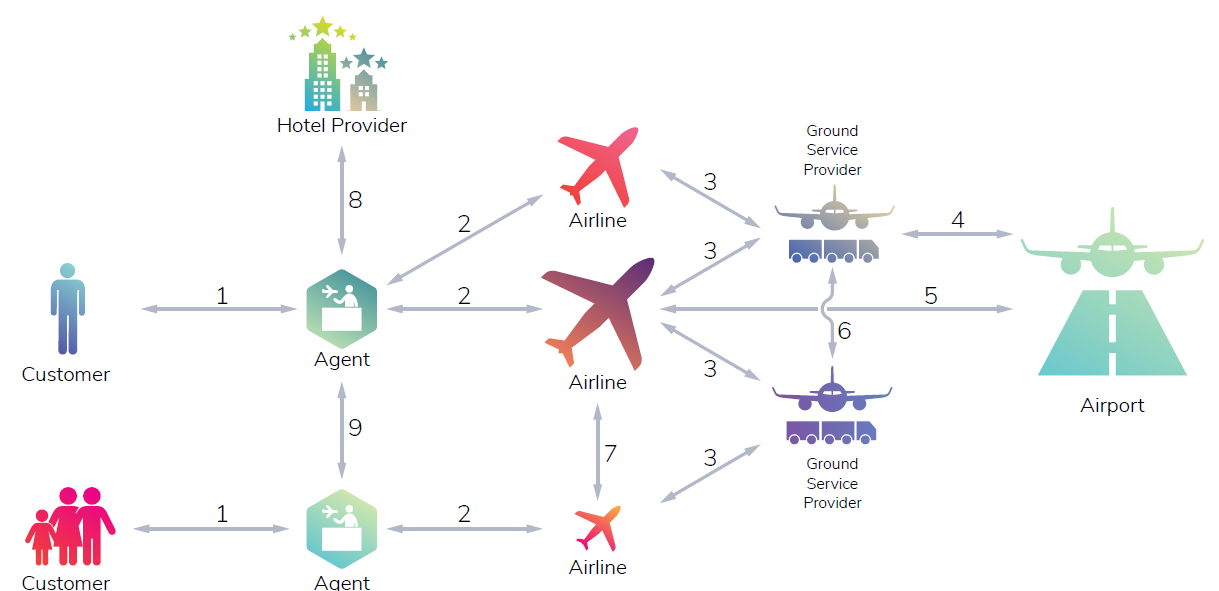 Hotel Provider
8
Airline
2
3
Ground
Service
Provider
3
4
Customer
1
Agent
2
Airline
5
6
Airport
3
9
7
3
Ground
Service
Provider
Customer
1
Agent
2
Airline